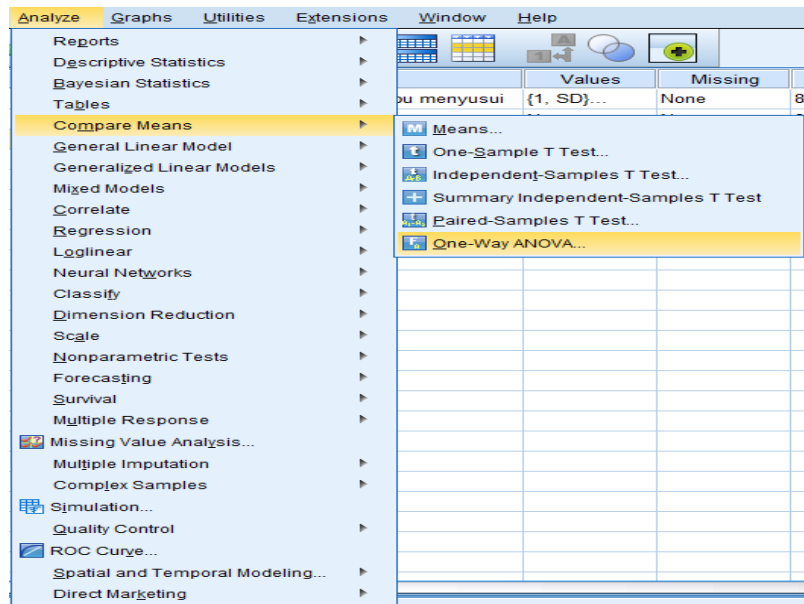 Analyze Graphs Utilities Extensions Window Help
Reports
Descriptive Statistics
Bayesian Statistics
Tables
Compare Means
General Linear Model
Generalized Linear Models
Mixed Models
Correlate
Regression
Loglinear
Neural Networks
Classify
Dimension Reduction
Scale
Nonparametric Tests
Forecasting
Survival
Multiple Response
Missing Value Analysis...
Multiple Imputation
Complex Samples
Simulation...
Quality Control
ROC Curve...
Spatial and Temporal Modeling...
Direct Marketing
Values Missing
menyusui {1, SD}... None 8
Means...
One-Sample T Test...
Independent-Samples T Test...
Summary Independent-Samples T Test
Paired-Samples T Test...
One-Way ANOVA...